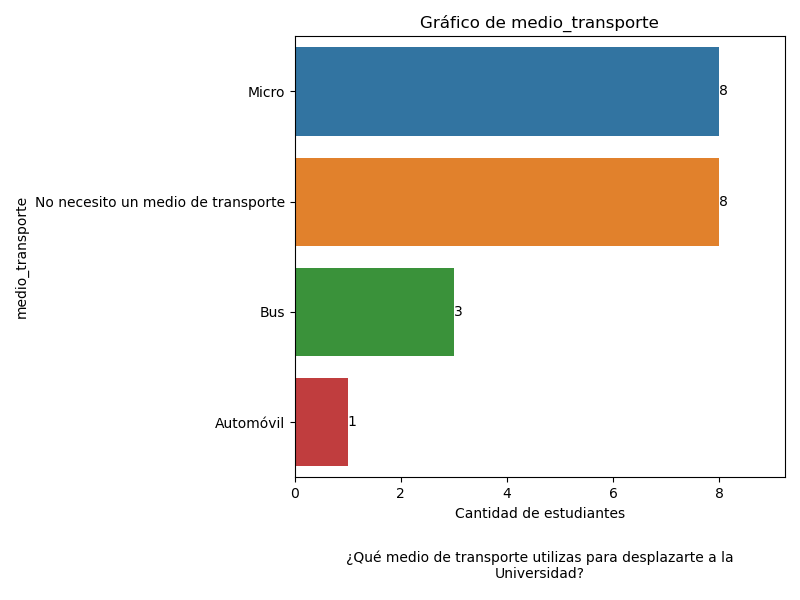 Gráfico de medio_transporte
medio_transporte
Micro
8
No necesito un medio de transporte
8
Bus
3
Automóvil
1
0 2 4 6 8
Cantidad de estudiantes
¿Qué medio de transporte utilizas para desplazarte a la
Universidad?